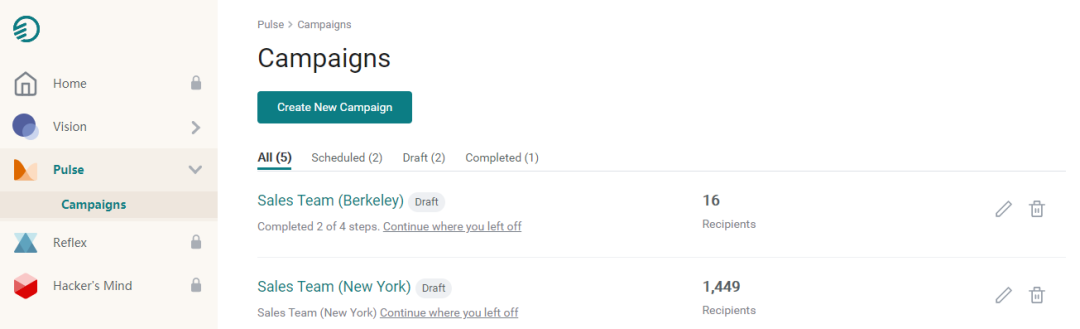 Pulse > Campaigns
Campaigns
Home
Create New Campaign
Vision
All (5) Scheduled (2) Draft (2) Completed (1)
Pulse
Campaigns
Sales Team (Berkeley) Draft 16
Completed 2 of 4 steps. Continue where you left off Recipients
Reflex
Hacker's Mind
Sales Team (New York) Draft 1,449
Sales Team (New York) Continue where you left off Recipients